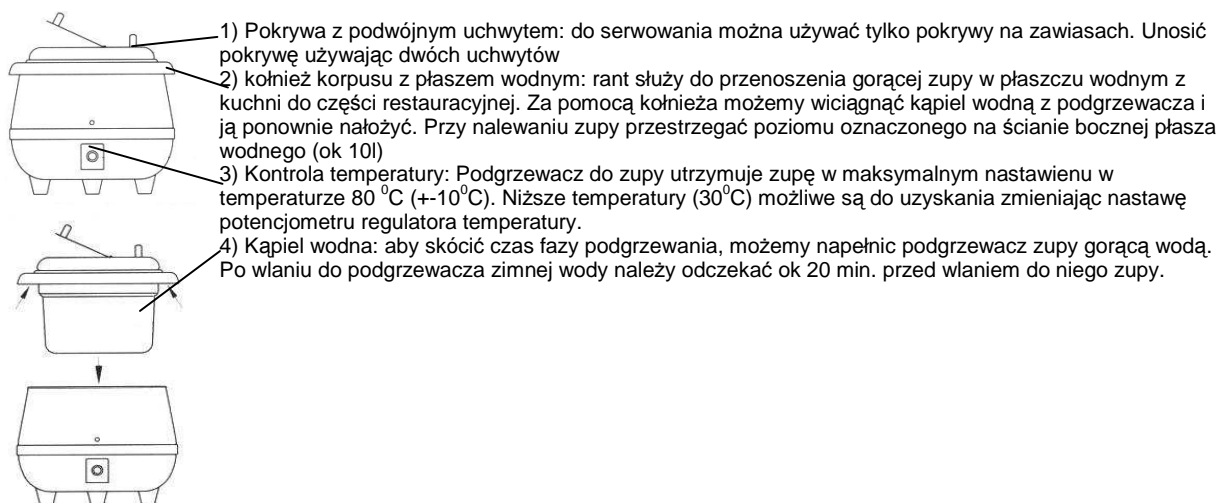 1) Pokrywa z podwójnym uchwytem: do serwowania można używać tylko pokrywy na zawiasach. Unosić
pokrywę używając dwóch uchwytów
2) kołnież korpusu z płaszem wodnym: rant służy do przenoszenia gorącej zupy w płaszczu wodnym z
kuchni do części restauracyjnej. Za pomocą kołnieża możemy wiciągnąć kąpiel wodną z podgrzewacza i
ją ponownie nałożyć. Przy nalewaniu zupy przestrzegać poziomu oznaczonego na ścianie bocznej płasza
wodnego (ok 10l)
3) Kontrola temperatury: Podgrzewacz do zupy utrzymuje zupę w maksymalnym nastawienu w
temperaturze 80 ⁰C (+-10⁰C). Niższe temperatury (30⁰C) możliwe są do uzyskania zmieniając nastawę
potencjometru regulatora temperatury.
4) Kąpiel wodna: aby skócić czas fazy podgrzewania, możemy napełnic podgrzewacz zupy gorącą wodą.
Po wlaniu do podgrzewacza zimnej wody należy odczekać ok 20 min. przed wlaniem do niego zupy.